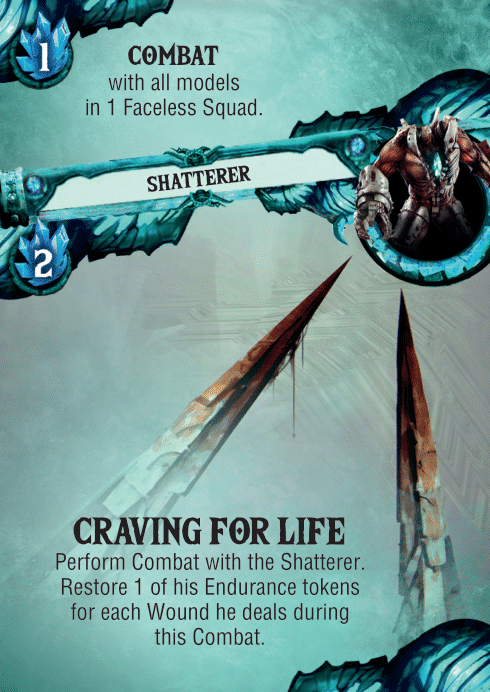 1
COMBAT
with all models
in 1 Faceless Squad.
SHATTERER
2
CRAVING FOR LIFE
Perform Combat with the Shatterer.
Restore 1 of his Endurance tokens
for each Wound he deals during
this Combat.